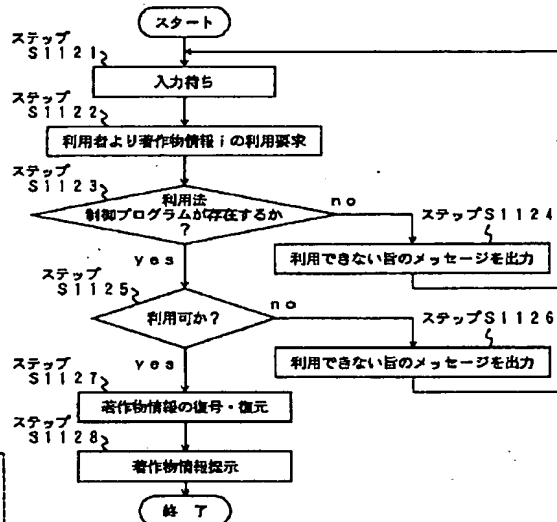 スタート
ステップ
S1121
入力待ち
ステップ
S1122
利用者より著作物情報iの利用要求
ステップ
S1123
利用法
制御プログラムが存在するか
?
no
ステップS1124
利用できない旨のメッセージを出力
yes
ステップ
S1125
利用可か?
no
ステップS1126
利用できない旨のメッセージを出力
yes
ステップ
S1127
著作物情報の復号・復元
ステップ
S1128
著作物情報提示
終 了